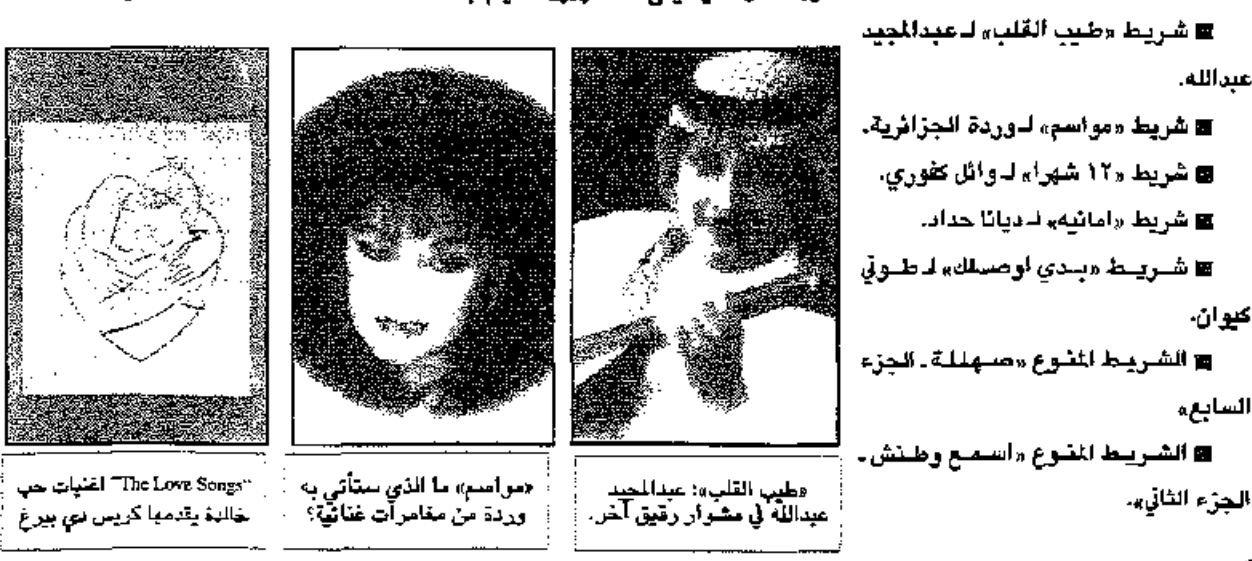 ■ شريط «طيب القلب» لـ عبدالمجيد
عبدالله.
■ شريط «مواسم» لـ وردة الجزائرية.
■ شريط «١٢ شهرا» لـ وائل كفوري.
■ شريط «امانيه» لـ ديانا حداد.
■ شريط «بدي اوصلك» لـ طوني
كيوان.
■ الشريط المنوع «صهللة - الجزء
السابع»
■ الشريط المنوع «اسمع وطنش -
الجزء الثاني».
«طيب القلب»: عبدالمجيد
عبدالله في مشوار رقيق آخر.
«مواسم» ما الذي ستأتي به
وردة من مغامرات غنائية؟
"The Love Songs" اغنيات حب
خالدة يقدمها كريس دي بيرغ